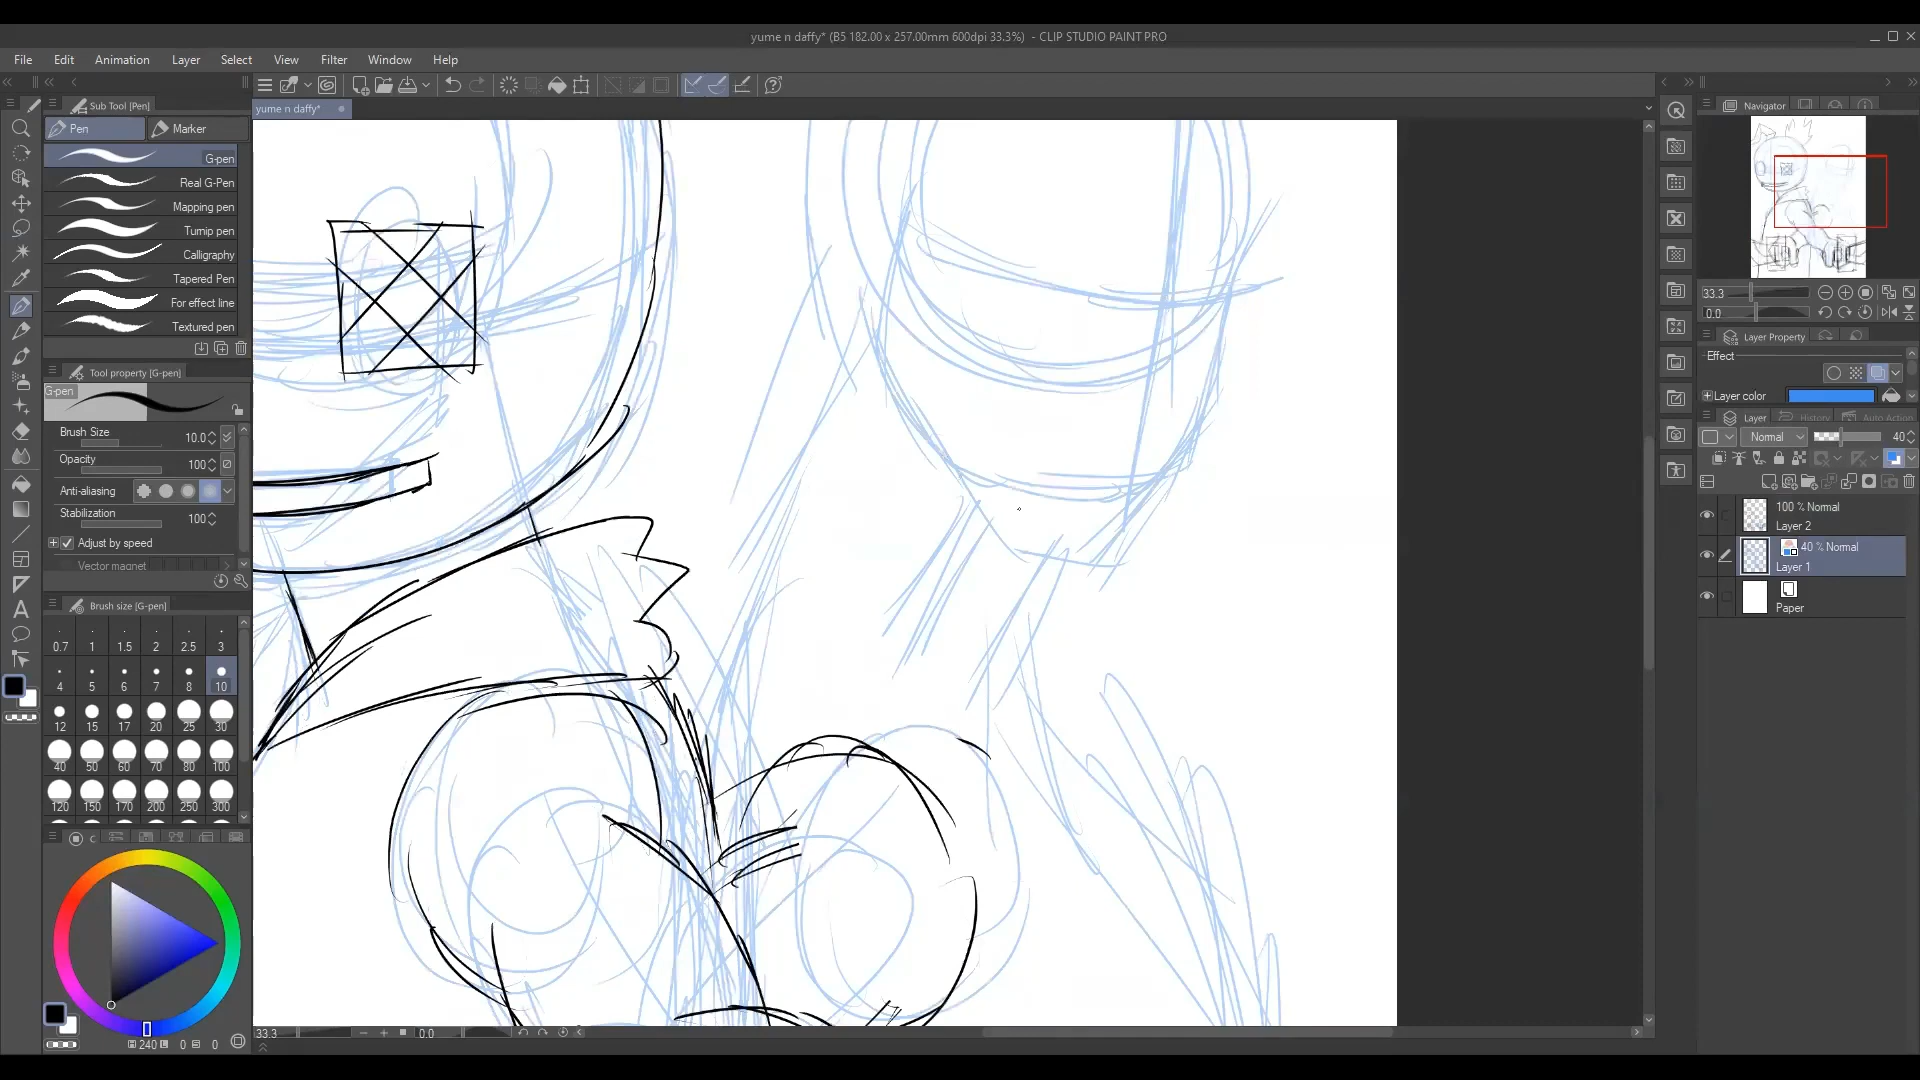 yume n daffy* (B5 182.00 x 257.00mm 600dpi 33.3%) - CLIP STUDIO PAINT PRO
File Edit Animation Layer Select View Filter Window Help
Sub Tool [Pen]
yume n daffy*
Navigator
Pen Marker
G-pen
Real G-Pen
Mapping pen
Turnip pen
Calligraphy
Tapered Pen
For effect line
Textured pen
Tool property [G-pen]
G-pen
Brush Size 10.0
Opacity 100
Anti-aliasing
Stabilization 100
Adjust by speed
Vector magnet
Brush size [G-pen]
0.7 1 1.5 2 2.5 3
4 5 6 7 8 10
12 15 17 20 25 30
40 50 60 70 80 100
120 150 170 200 250 300
240 0 0
33.3 0.0
33.3
0.0
Layer Property
Effect
Layer color
Layer History Auto Action
Normal 40
100 % Normal
Layer 2
40 % Normal
Layer 1
Paper